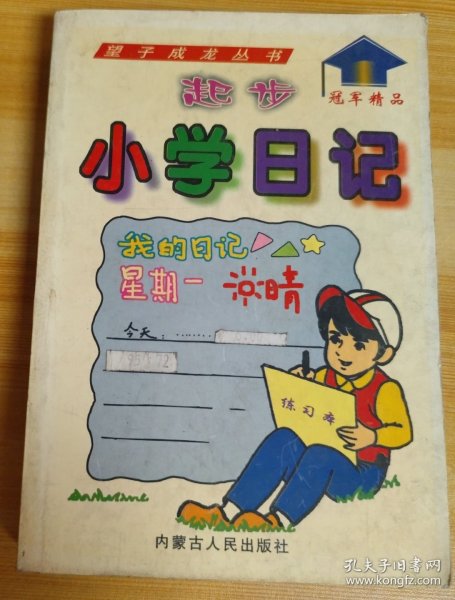 望子成龙丛书
冠军精品
起步
小学日记
我的日记
星期一 晴
今天：………
练习本
内蒙古人民出版社
孔夫子旧书网
www.kongfz.com